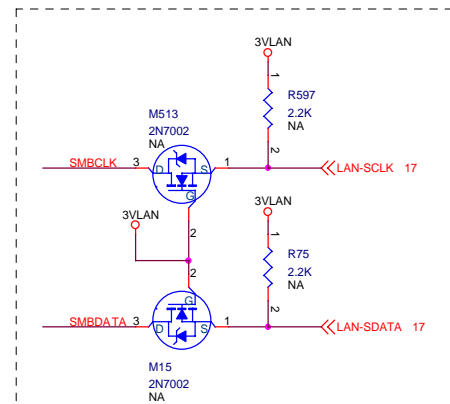 3VLAN
1
R597
2.2K
NA
2
M513
2N7002
NA
SMBCLK 3 D S 1 LAN-SCLK 17
G
2
3VLAN
3VLAN
1
R75
2.2K
NA
2
2
G
SMBDATA 3 D S 1 LAN-SDATA 17
M15
2N7002
NA